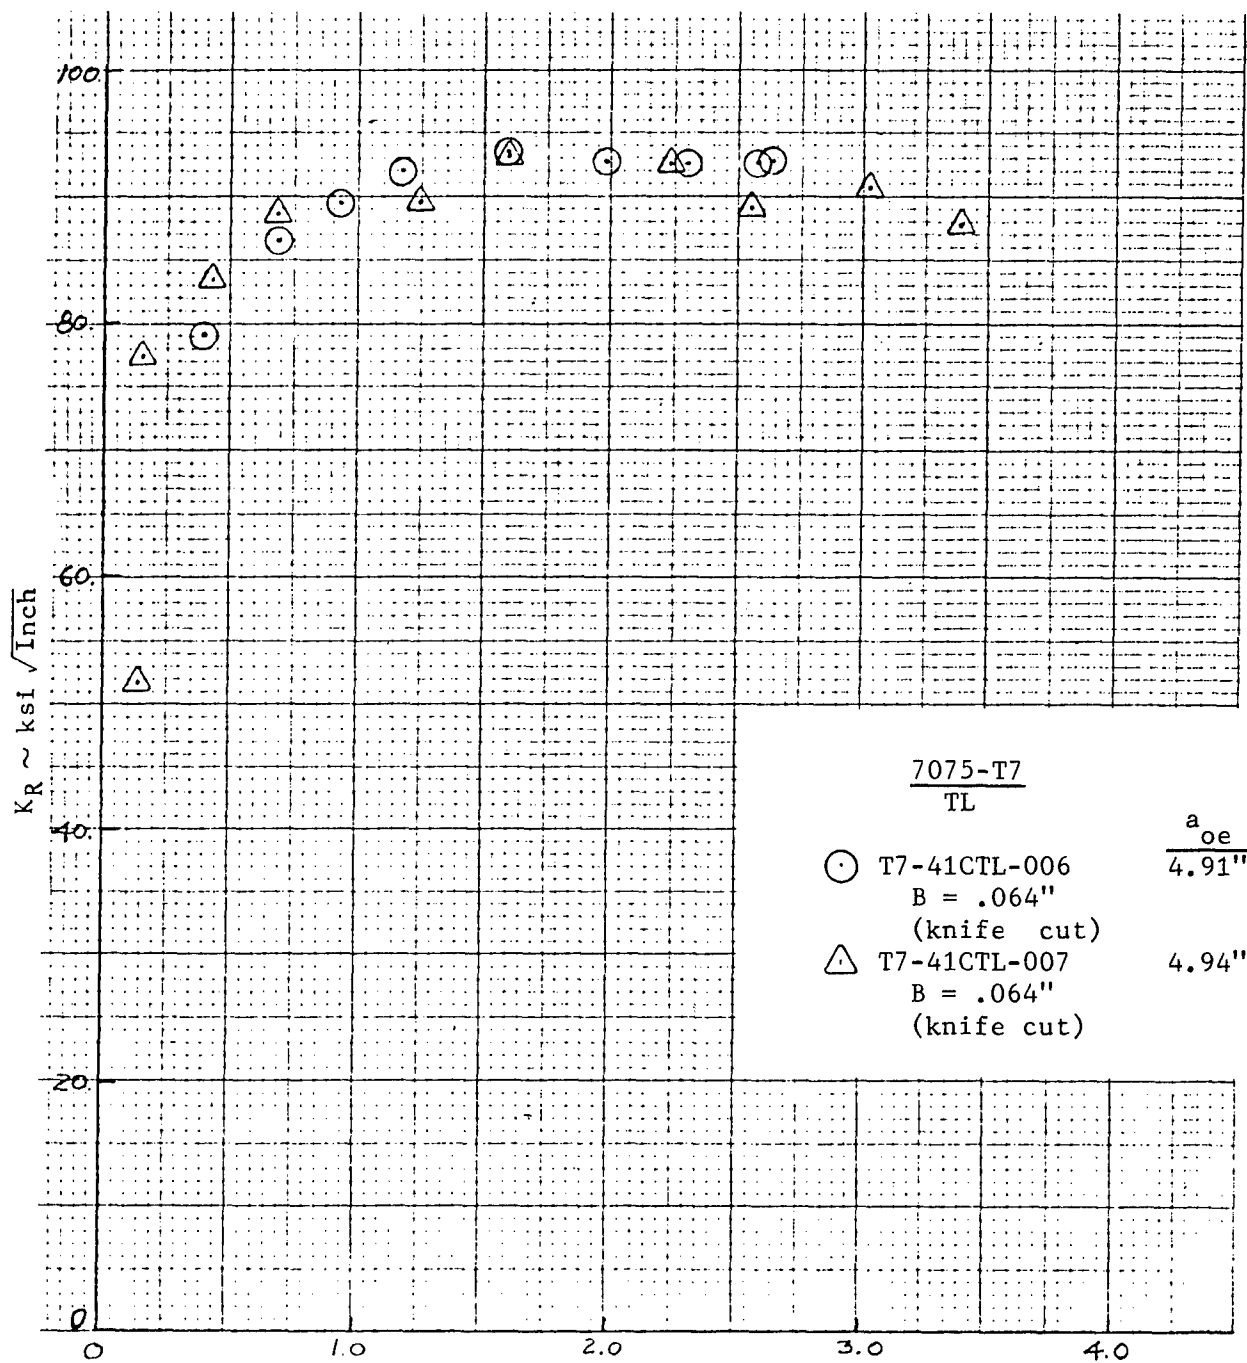 100.
80.
60.
40.
20.
0
K_R ~ ksi √Inch
7075-T7
TL
a_oe
T7-41CTL-006 4.91"
B = .064"
(knife cut)
T7-41CTL-007 4.94"
B = .064"
(knife cut)
0 1.0 2.0 3.0 4.0